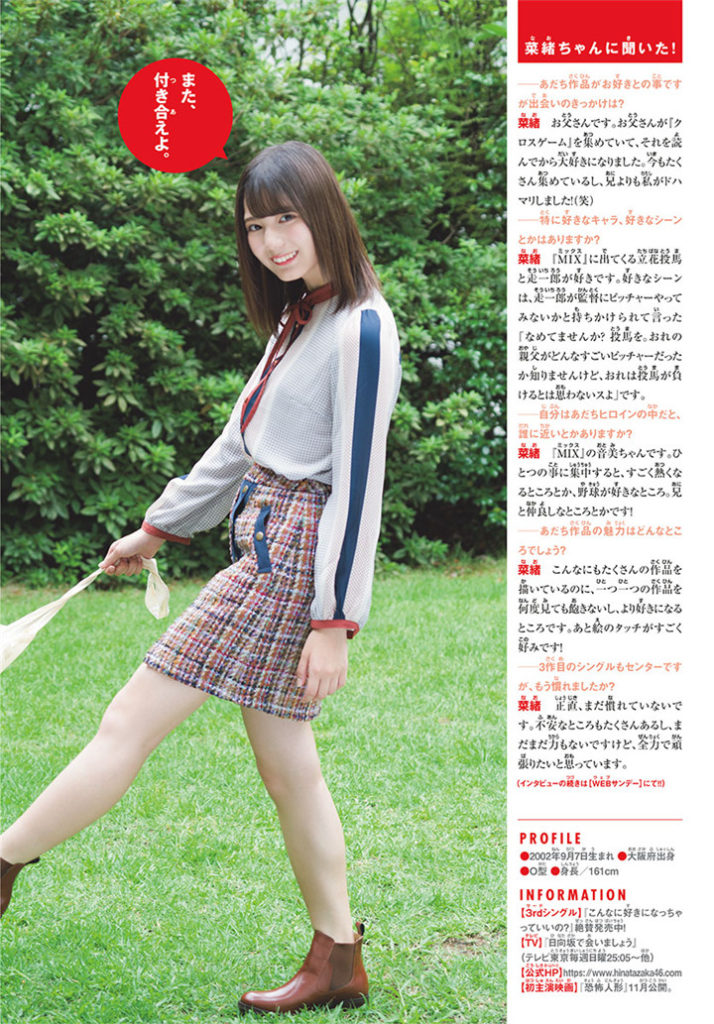 また、
付き合えよ。
菜緒ちゃんに聞いた!
──あだち作品がお好きとの事です
が出会いのきっかけは?
菜緒 お父さんです。お父さんが『ク
ロスゲーム』を集めていて、それを読
んでから大好きになりました。今もたく
さん集めているし、兄よりも私がドハ
マリしました!(笑)
──特に好きなキャラ、好きなシーン
とかはありますか?
菜緒 『MIX』に出てくる立花投馬
と走一郎が好きです。好きなシーン
は、走一郎が監督にピッチャーやって
みないかと持ちかけられて言った
『なめてませんか? 投馬を。おれの
親父がどんなすごいピッチャーだった
か知りませんけど、おれは投馬が負
けるとは思わないスよ』です。
──自分はあだちヒロインの中だと、
誰に近いとかありますか?
菜緒 『MIX』の音美ちゃんです。ひ
とつの事に集中すると、すごく熱くな
るところとか、野球が好きなところ。兄
と仲良しなところとかです!
──あだち作品の魅力はどんなとこ
ろでしょう?
菜緒 こんなにもたくさんの作品を
描いているのに、一つ一つの作品を
何度見ても飽きないし、より好きになる
ところです。あと絵のタッチがすごく
好みです!
──3作目のシングルもセンターです
が、もう慣れましたか?
菜緒 正直、まだ慣れていないで
す。不安なところもたくさんあるし、ま
だまだ力もないですけど、全力で頑
張りたいと思っています。
(インタビューの続きは【WEBサンデー】にて!!)
PROFILE
●2002年9月7日生まれ ●大阪府出身
●O型 ●身長/161cm
INFORMATION
【3rdシングル】『こんなに好きになっちゃ
っていいの?』絶賛発売中!
【TV】『日向坂で会いましょう』
(テレビ東京毎週日曜25:05〜他)
【公式HP】https://www.hinatazaka46.com
【初主演映画】『恐怖人形』11月公開。